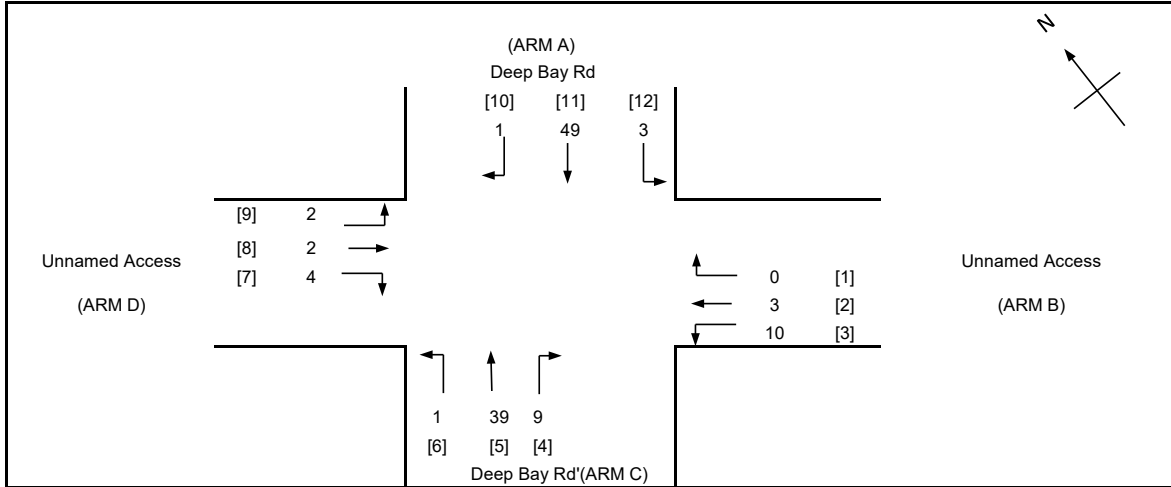 N
(ARM A)
Deep Bay Rd
[10] [11] [12]
1 49 3
[9] 2
[8] 2
[7] 4
Unnamed Access
(ARM D)
Unnamed Access
(ARM B)
0 [1]
3 [2]
10 [3]
1 39 9
[6] [5] [4]
Deep Bay Rd'(ARM C)